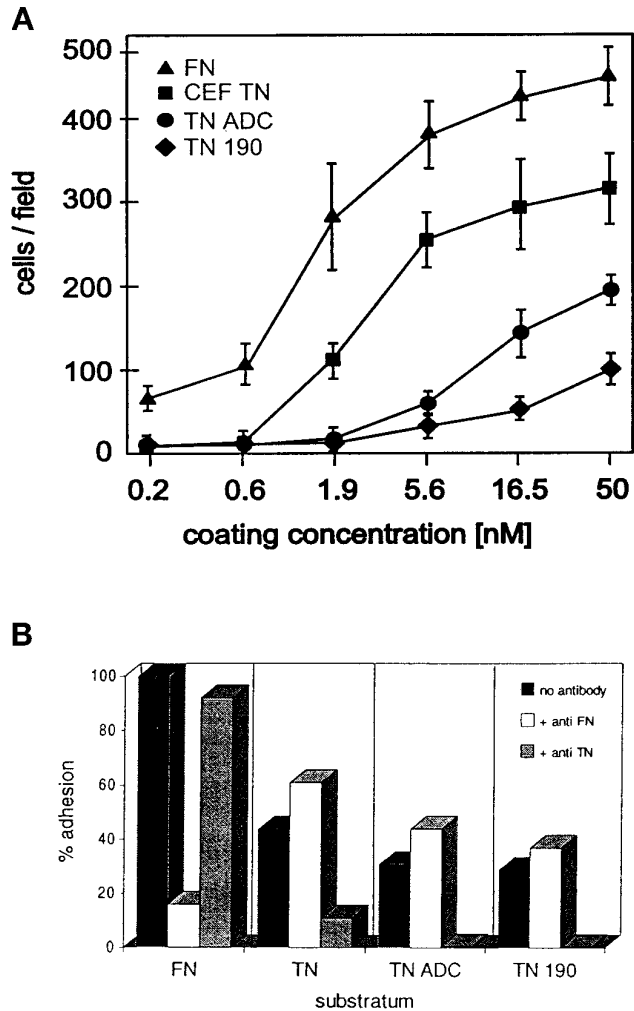 A
500
400
300
200
100
0
cells / field
FN
CEF TN
TN ADC
TN 190
0.2 0.6 1.9 5.6 16.5 50
coating concentration [nM]
B
100
80
60
40
20
0
% adhesion
no antibody
+ anti FN
+ anti TN
FN TN TN ADC TN 190
substratum